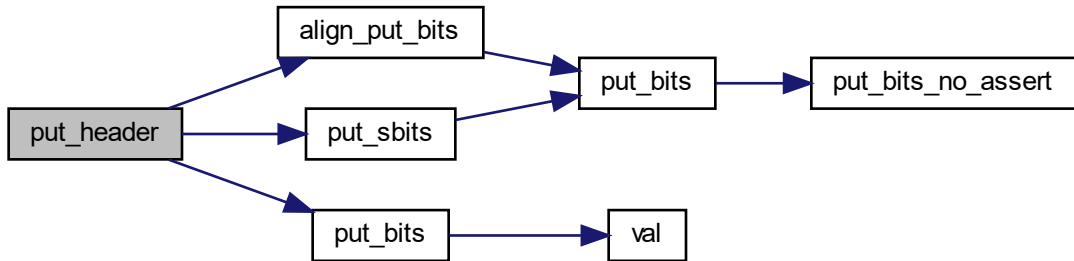 put_header
align_put_bits
put_sbits
put_bits
put_bits
val
put_bits_no_assert